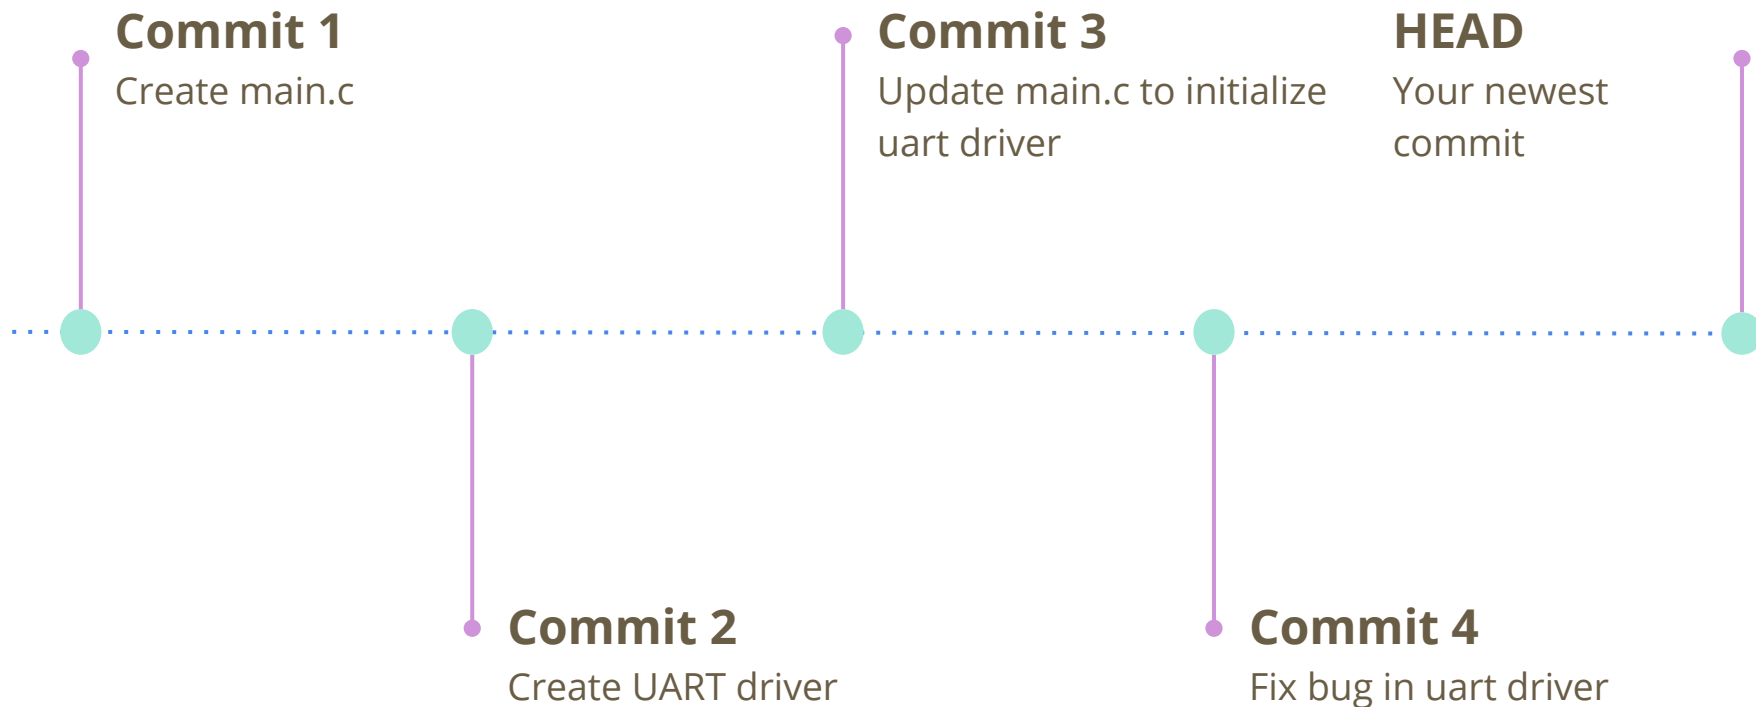 Commit 1
Create main.c
Commit 3
Update main.c to initialize
uart driver
HEAD
Your newest
commit
Commit 2
Create UART driver
Commit 4
Fix bug in uart driver